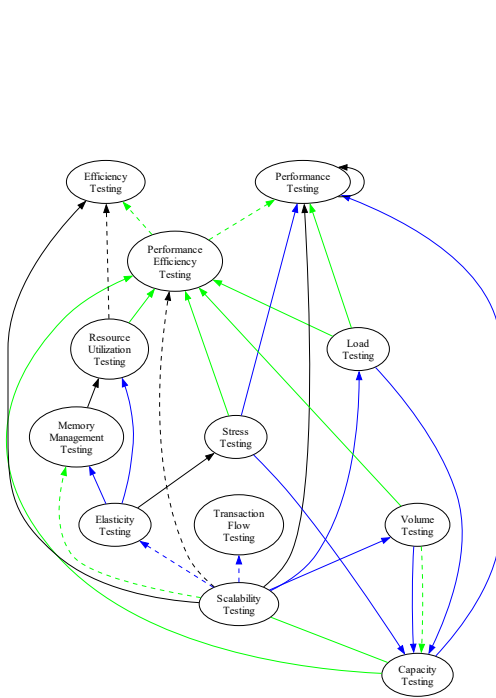 Efficiency
Testing
Performance
Testing
Performance
Efficiency
Testing
Resource
Utilization
Testing
Load
Testing
Memory
Management
Testing
Stress
Testing
Elasticity
Testing
Transaction
Flow
Testing
Volume
Testing
Scalability
Testing
Capacity
Testing